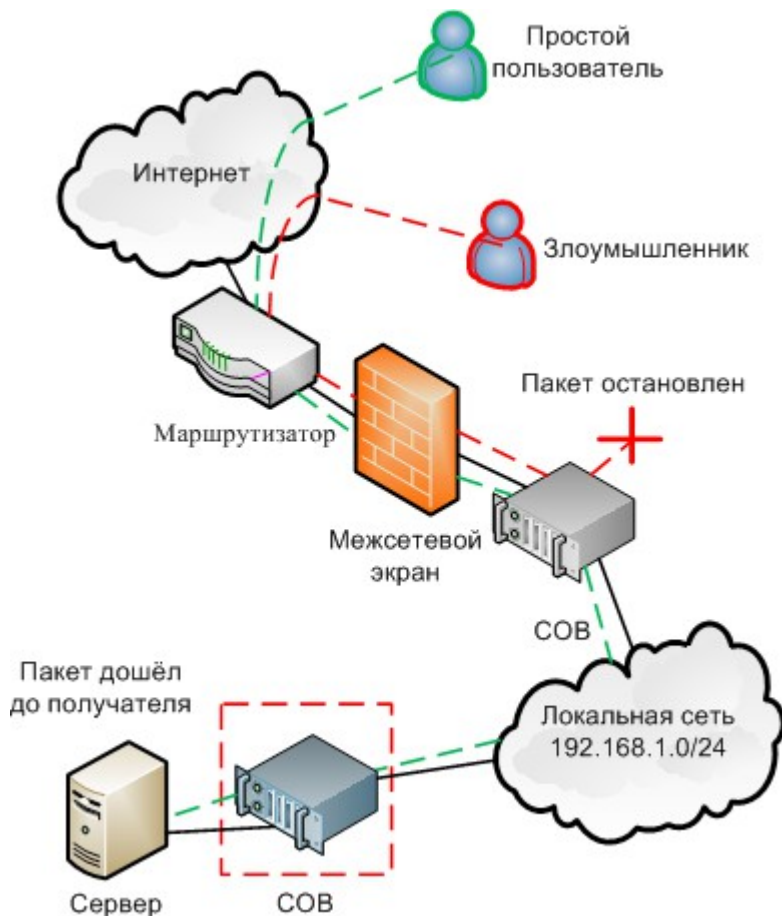 Простой
пользователь
Интернет
Злоумышленник
Пакет остановлен
Маршрутизатор
Межсетевой
экран
СОВ
Пакет дошёл
до получателя
Локальная сеть
192.168.1.0/24
Сервер
СОВ